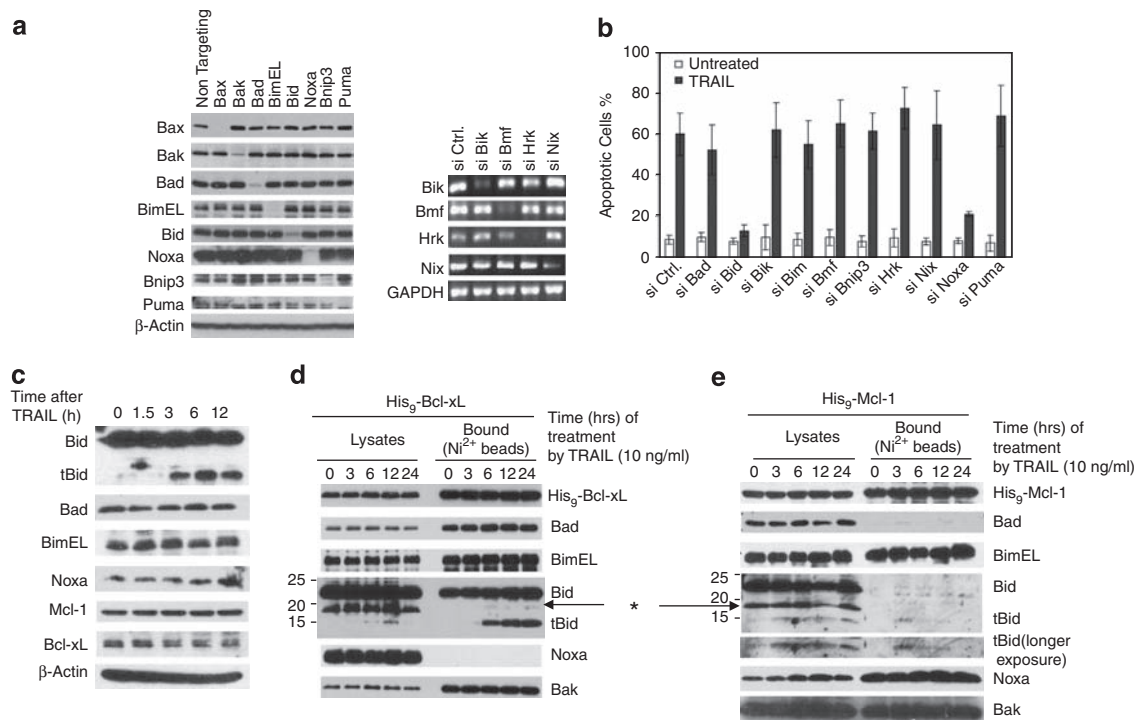 a
Non Targeting
Bax
Bak
Bad
BimEL
Bid
Noxa
Bnip3
Puma
Bax
Bak
Bad
BimEL
Bid
Noxa
Bnip3
Puma
β-Actin
si Ctrl.
si Bik
si Bmf
si Hrk
si Nix
Bik
Bmf
Hrk
Nix
GAPDH
b
100
80
60
40
20
0
Apoptotic Cells %
Untreated
TRAIL
si Ctrl.
si Bad
si Bid
si Bik
si Bim
si Bmf
si Bnip3
si Hrk
si Nix
si Noxa
si Puma
c
Time after
TRAIL (h)
0 1.5 3 6 12
Bid
tBid
Bad
BimEL
Noxa
Mcl-1
Bcl-xL
β-Actin
d
His9-Bcl-xL
Lysates
Bound
(Ni2+ beads)
Time (hrs) of
treatment
by TRAIL (10 ng/ml)
0 3 6 12 24 0 3 6 12 24
His9-Bcl-xL
Bad
BimEL
25
20
15
Bid
*
tBid
Noxa
Bak
e
His9-Mcl-1
Lysates
Bound
(Ni2+ beads)
Time (hrs) of
treatment
by TRAIL (10 ng/ml)
0 3 6 12 24 0 3 6 12 24
His9-Mcl-1
Bad
BimEL
25
20
15
Bid
tBid
tBid(longer
exposure)
Noxa
Bak